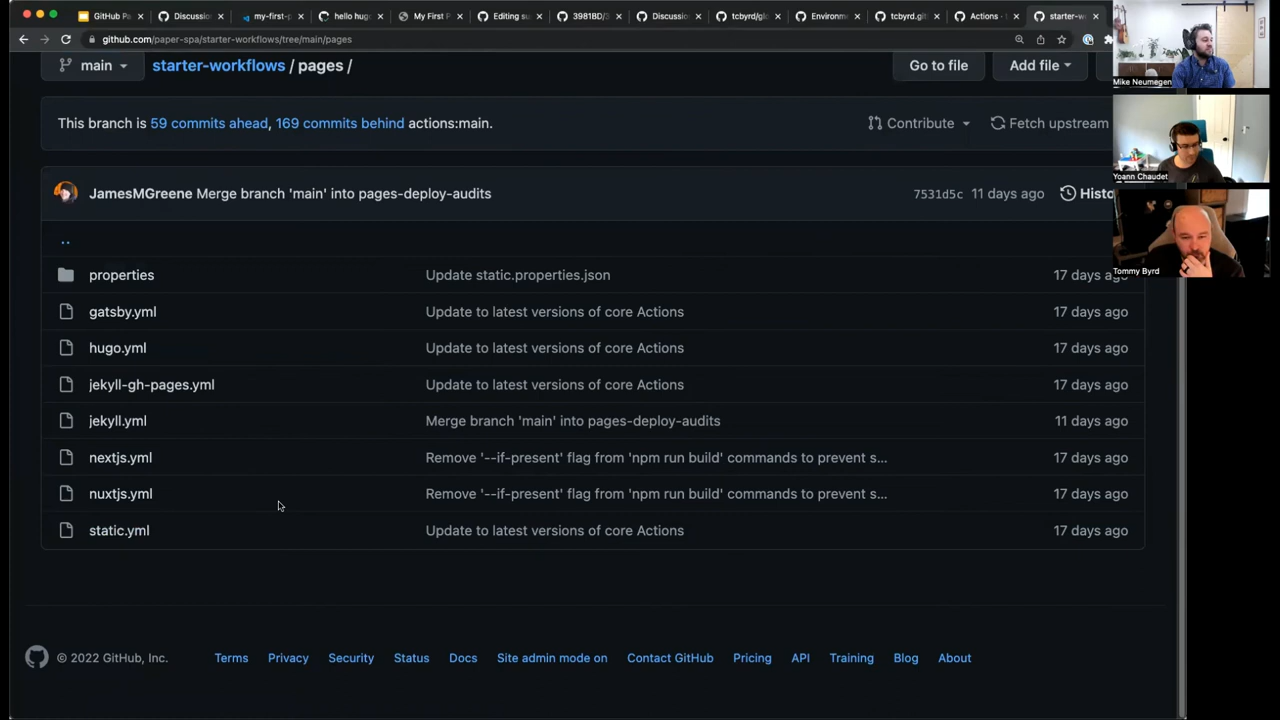 GitHub Pa
Discussion
my-first-p
hello hugo
My First P
Editing su
3981BD/3
Discussion
tcbyrd/glo
Environme
tcbyrd.git
Actions ·
starter-w
github.com/paper-spa/starter-workflows/tree/main/pages
main
starter-workflows / pages /
Go to file
Add file
This branch is 59 commits ahead, 169 commits behind actions:main.
Contribute
Fetch upstream
JamesMGreene Merge branch 'main' into pages-deploy-audits
7531d5c 11 days ago
Histo
..
properties
Update static.properties.json
17 days ago
gatsby.yml
Update to latest versions of core Actions
17 days ago
hugo.yml
Update to latest versions of core Actions
17 days ago
jekyll-gh-pages.yml
Update to latest versions of core Actions
17 days ago
jekyll.yml
Merge branch 'main' into pages-deploy-audits
11 days ago
nextjs.yml
Remove '--if-present' flag from 'npm run build' commands to prevent s...
17 days ago
nuxtjs.yml
Remove '--if-present' flag from 'npm run build' commands to prevent s...
17 days ago
static.yml
Update to latest versions of core Actions
17 days ago
© 2022 GitHub, Inc.
Terms
Privacy
Security
Status
Docs
Site admin mode on
Contact GitHub
Pricing
API
Training
Blog
About
Mike Neumegen
Yoann Chaudet
Tommy Byrd